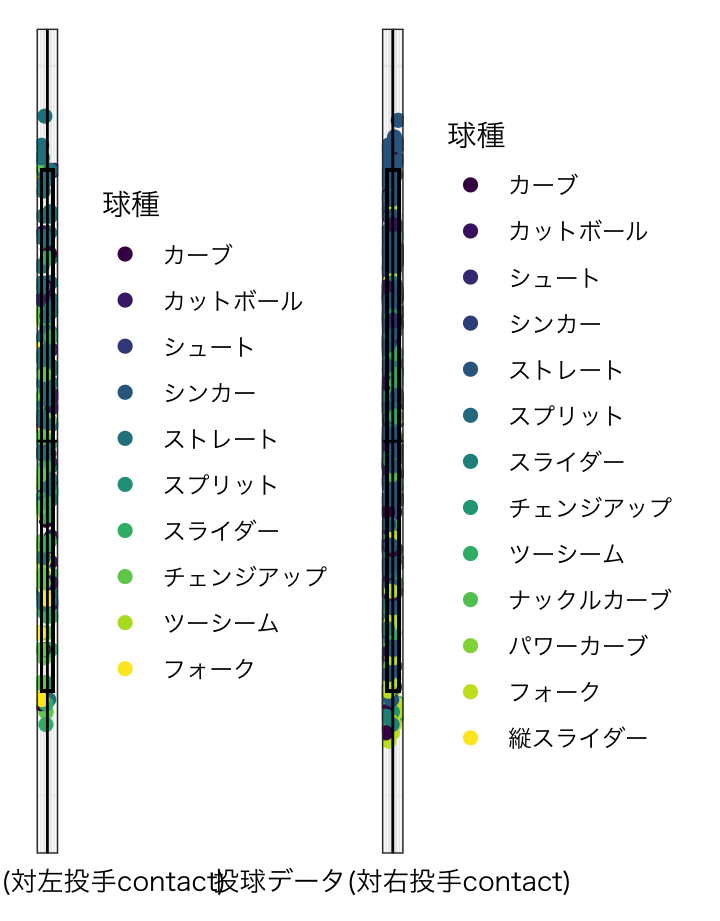 球種
カーブ
カットボール
シュート
シンカー
ストレート
スプリット
スライダー
チェンジアップ
ツーシーム
フォーク
(対左投手contact)
球種
カーブ
カットボール
シュート
シンカー
ストレート
スプリット
スライダー
チェンジアップ
ツーシーム
ナックルカーブ
パワーカーブ
フォーク
縦スライダー
投球データ(対右投手contact)